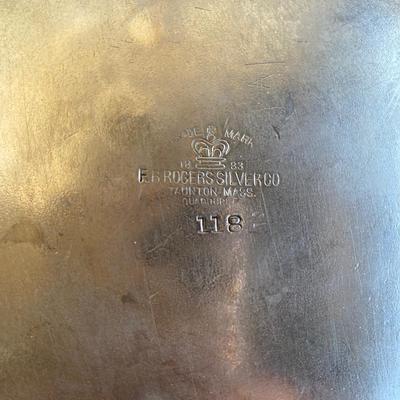 TRADE MARK
18 83
F.B ROGERS SILVER CO
TAUNTON MASS.
QUADRUPLE
118